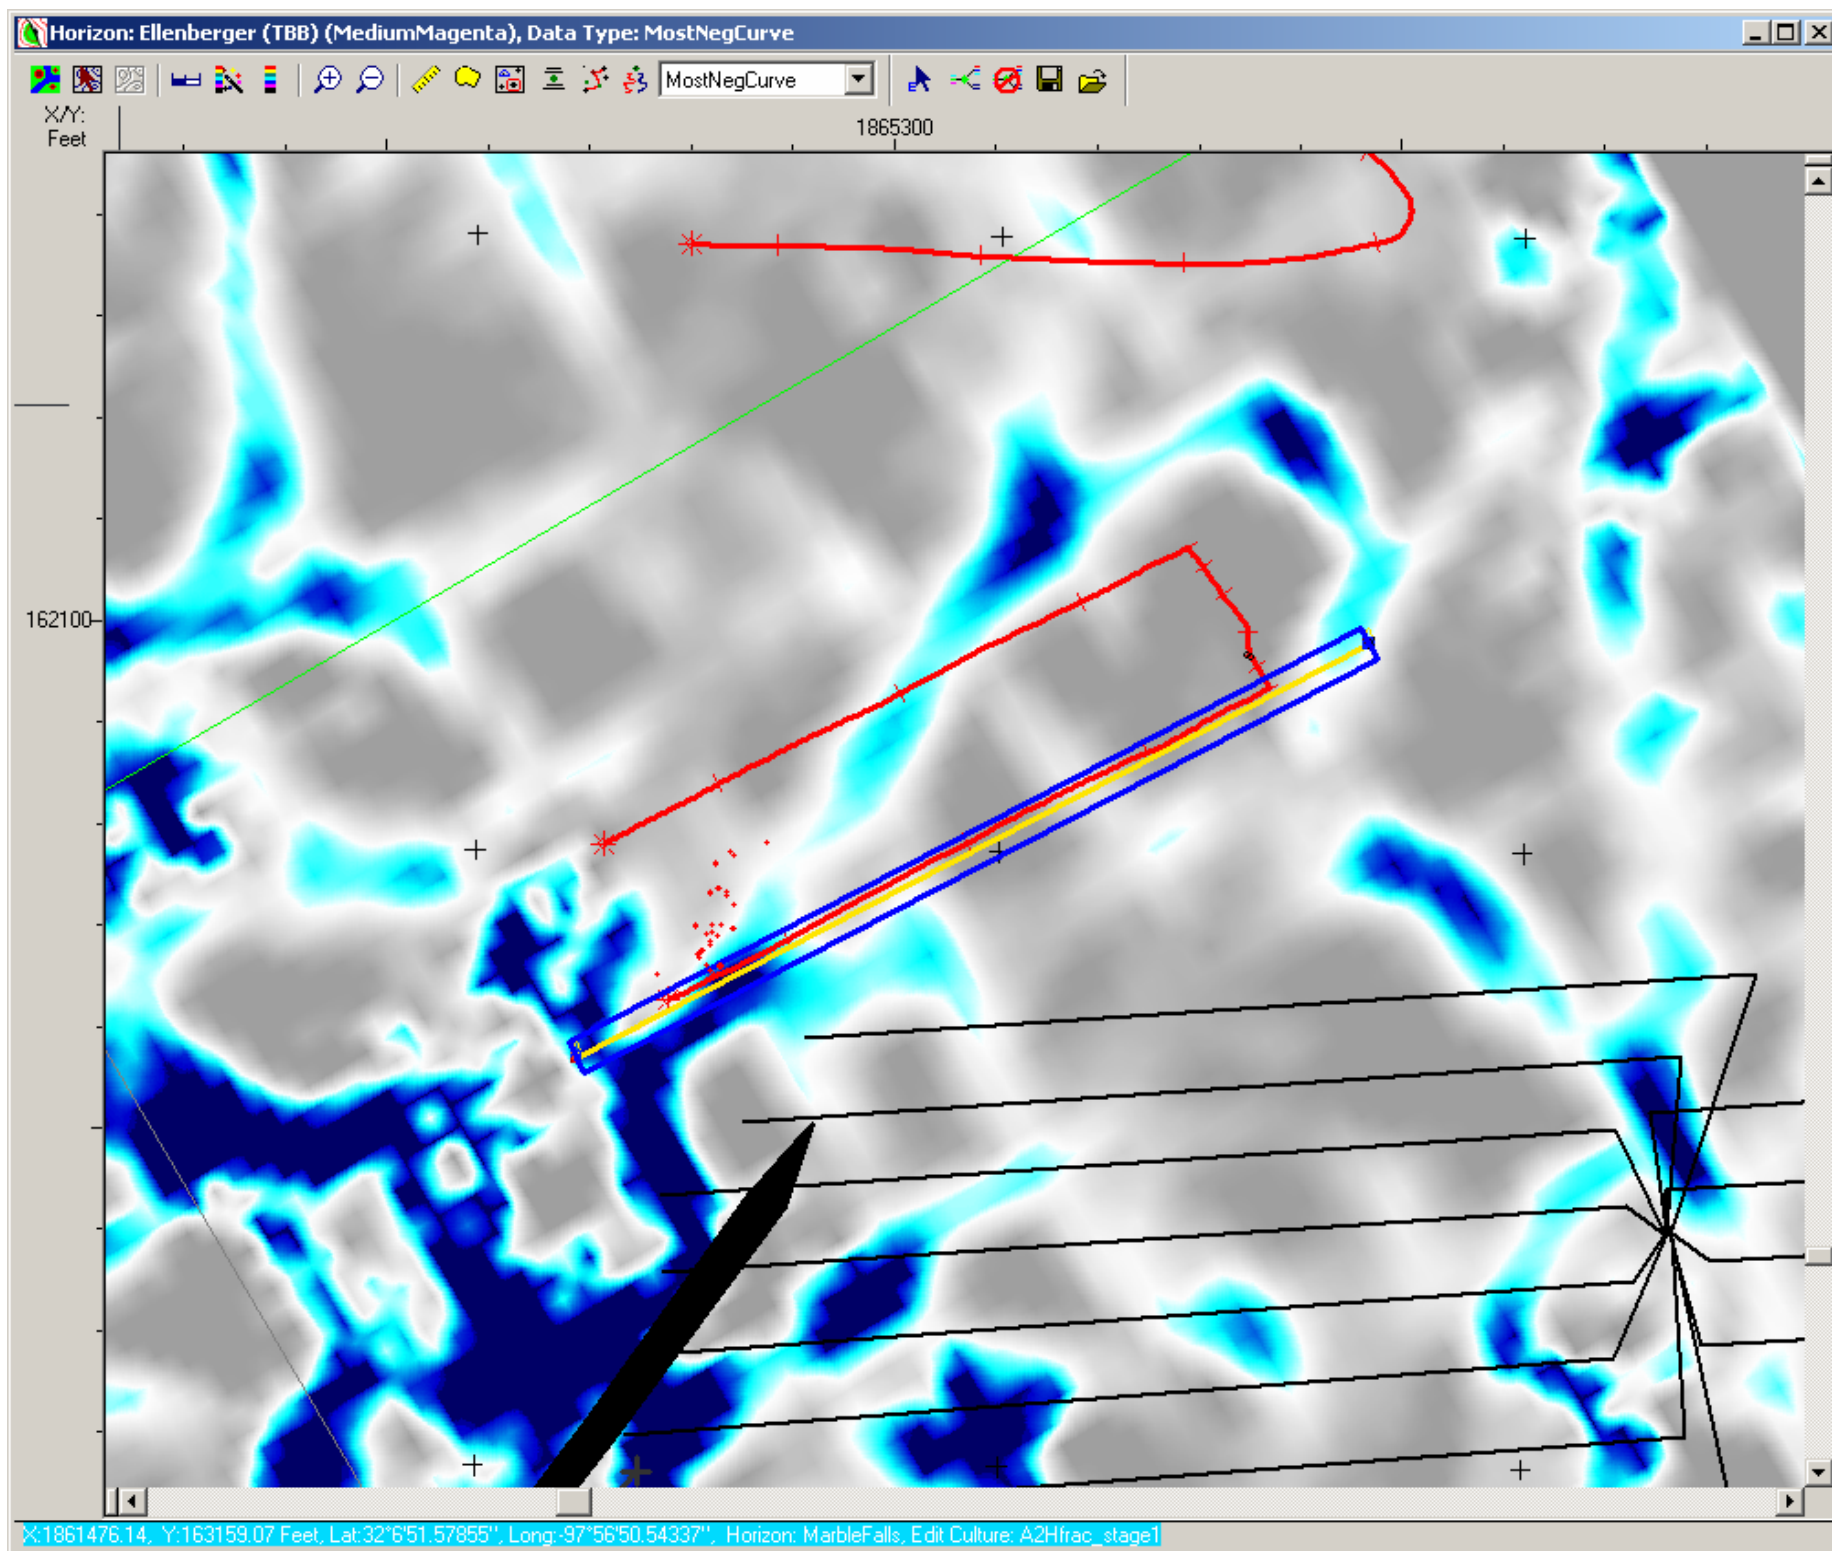 Horizon: Ellenberger (TBB) (MediumMagenta), Data Type: MostNegCurve
MostNegCurve
X/Y:
Feet
1865300
162100
X:1861476.14, Y:163159.07 Feet, Lat:32°6'51.57855", Long:-97°56'50.54337", Horizon: MarbleFalls, Edit Culture: A2Hfrac_stage1